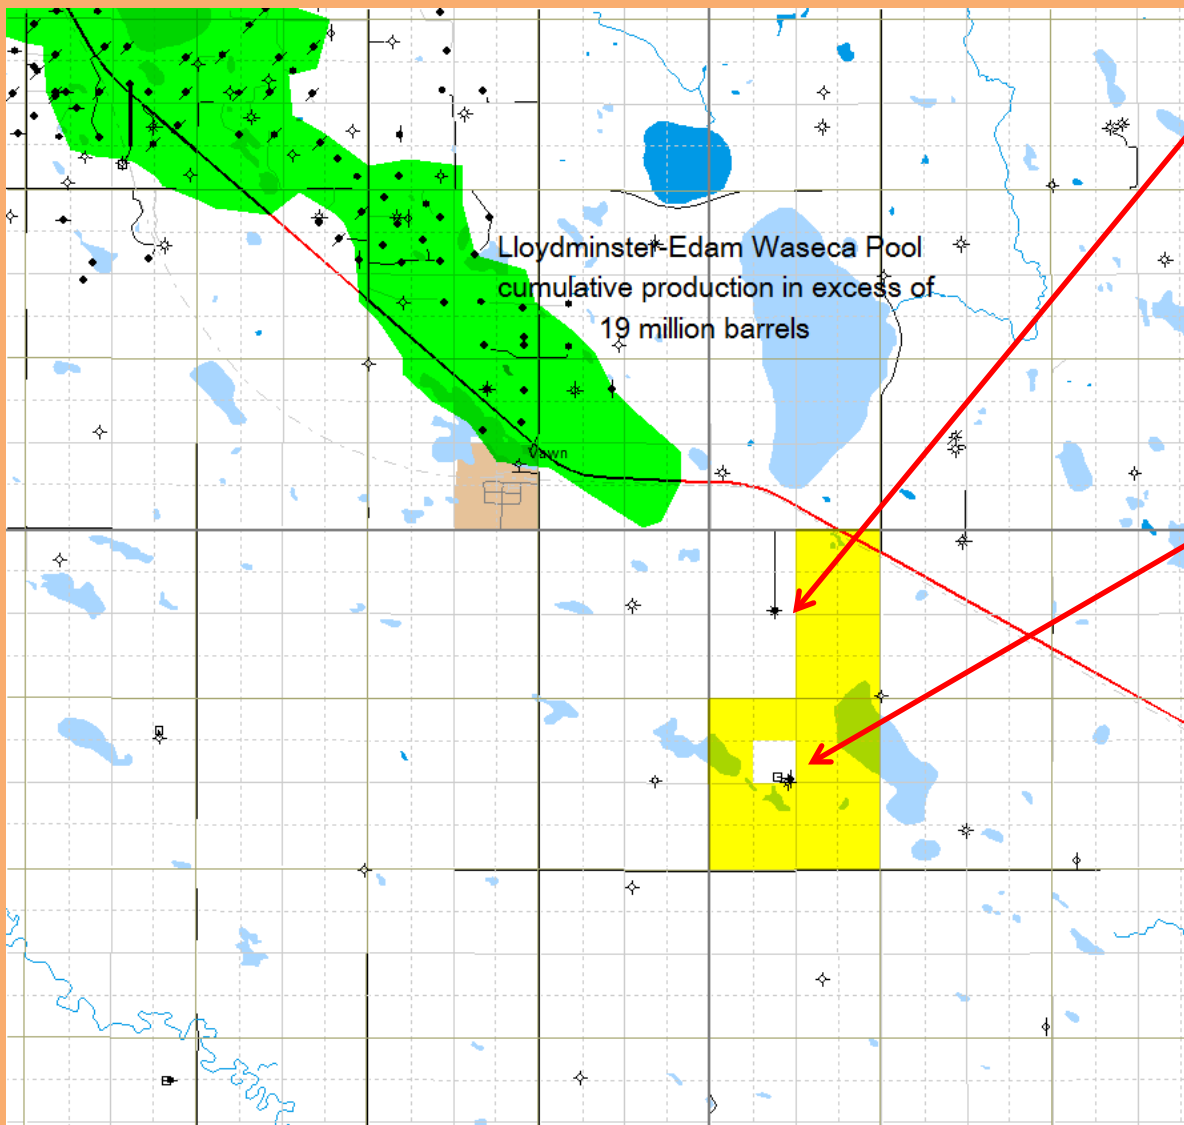 Lloydminster-Edam Waseca Pool
cumulative production in excess of
19 million barrels
Vawn